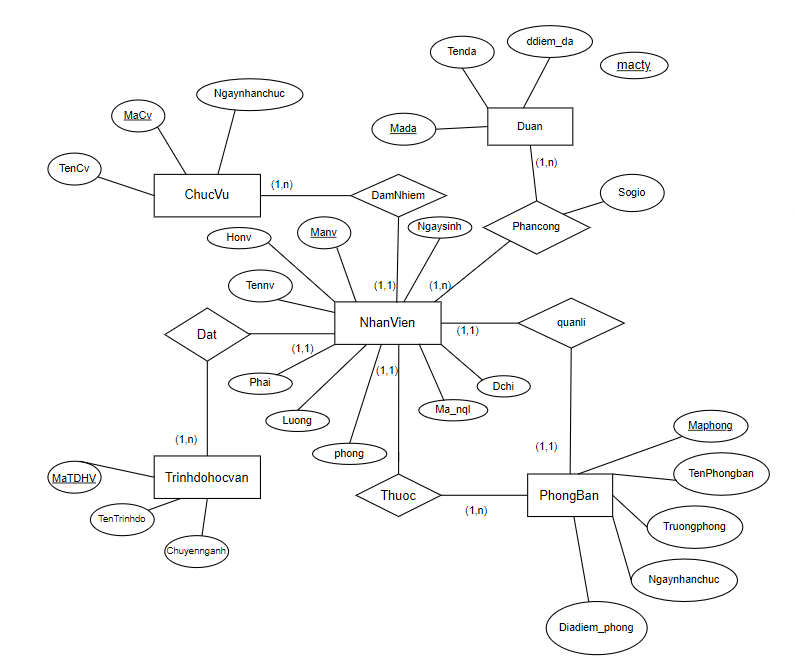 ddiem_da
Tenda
macty
Ngaynhanchuc
MaCv
Mada
Duan
TenCv
(1,n)
ChucVu
(1,n)
DamNhiem
Sogio
Honv
Manv
Ngaysinh
Phancong
Tennv
(1,1)
(1,n)
Dat
NhanVien
(1,1)
quanli
(1,1)
(1,1)
Phai
Dchi
Luong
Ma_nql
phong
Maphong
(1,n)
(1,1)
MaTDHV
Trinhdohocvan
TenPhongban
Thuoc
(1,n)
PhongBan
TenTrinhdo
Truongphong
Chuyennganh
Ngaynhanchuc
Diadiem_phong